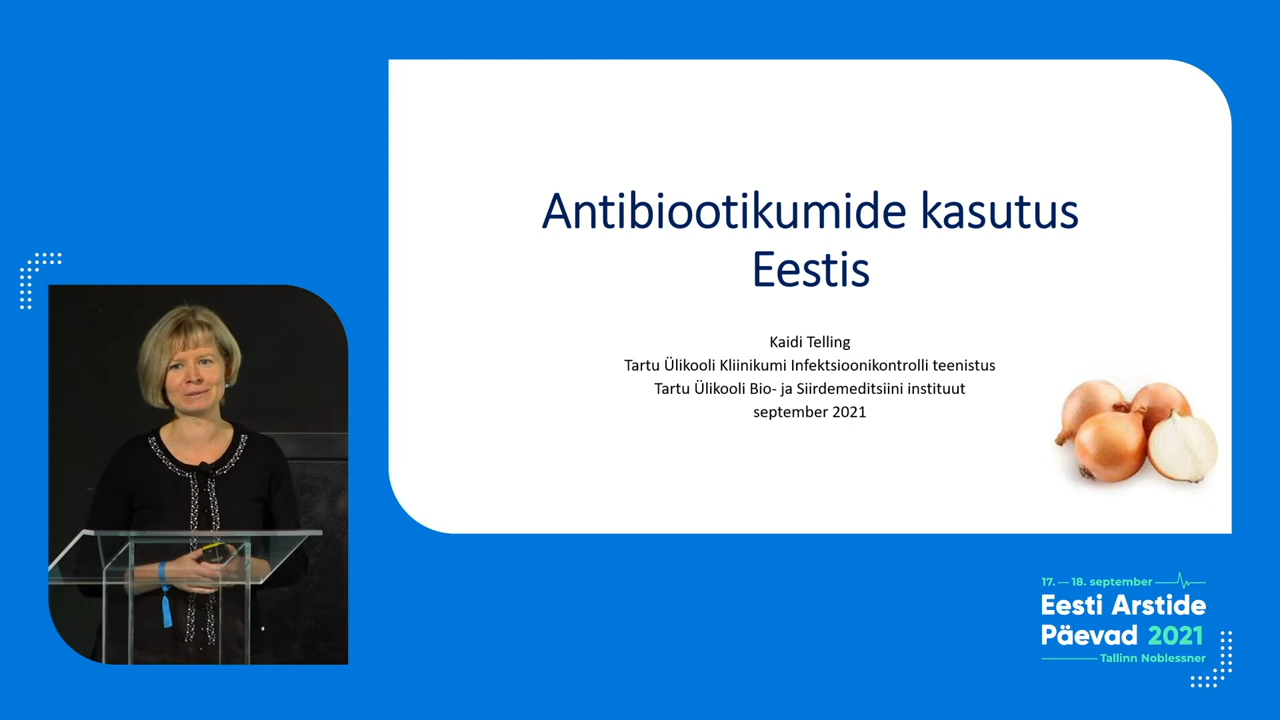 Antibiootikumide kasutus
Eestis
Kaidi Telling
Tartu Ülikooli Kliinikumi Infektsioonikontrolli teenistus
Tartu Ülikooli Bio- ja Siirdemeditsiini instituut
september 2021
17. — 18. september
Eesti Arstide
Päevad 2021
Tallinn Noblessner